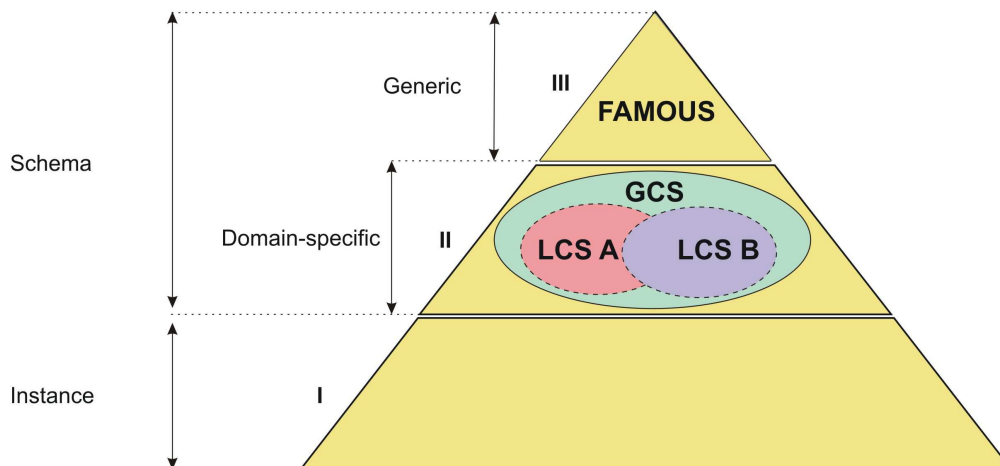 Generic
III
FAMOUS
Schema
GCS
Domain-specific
II
LCS A
LCS B
Instance
I